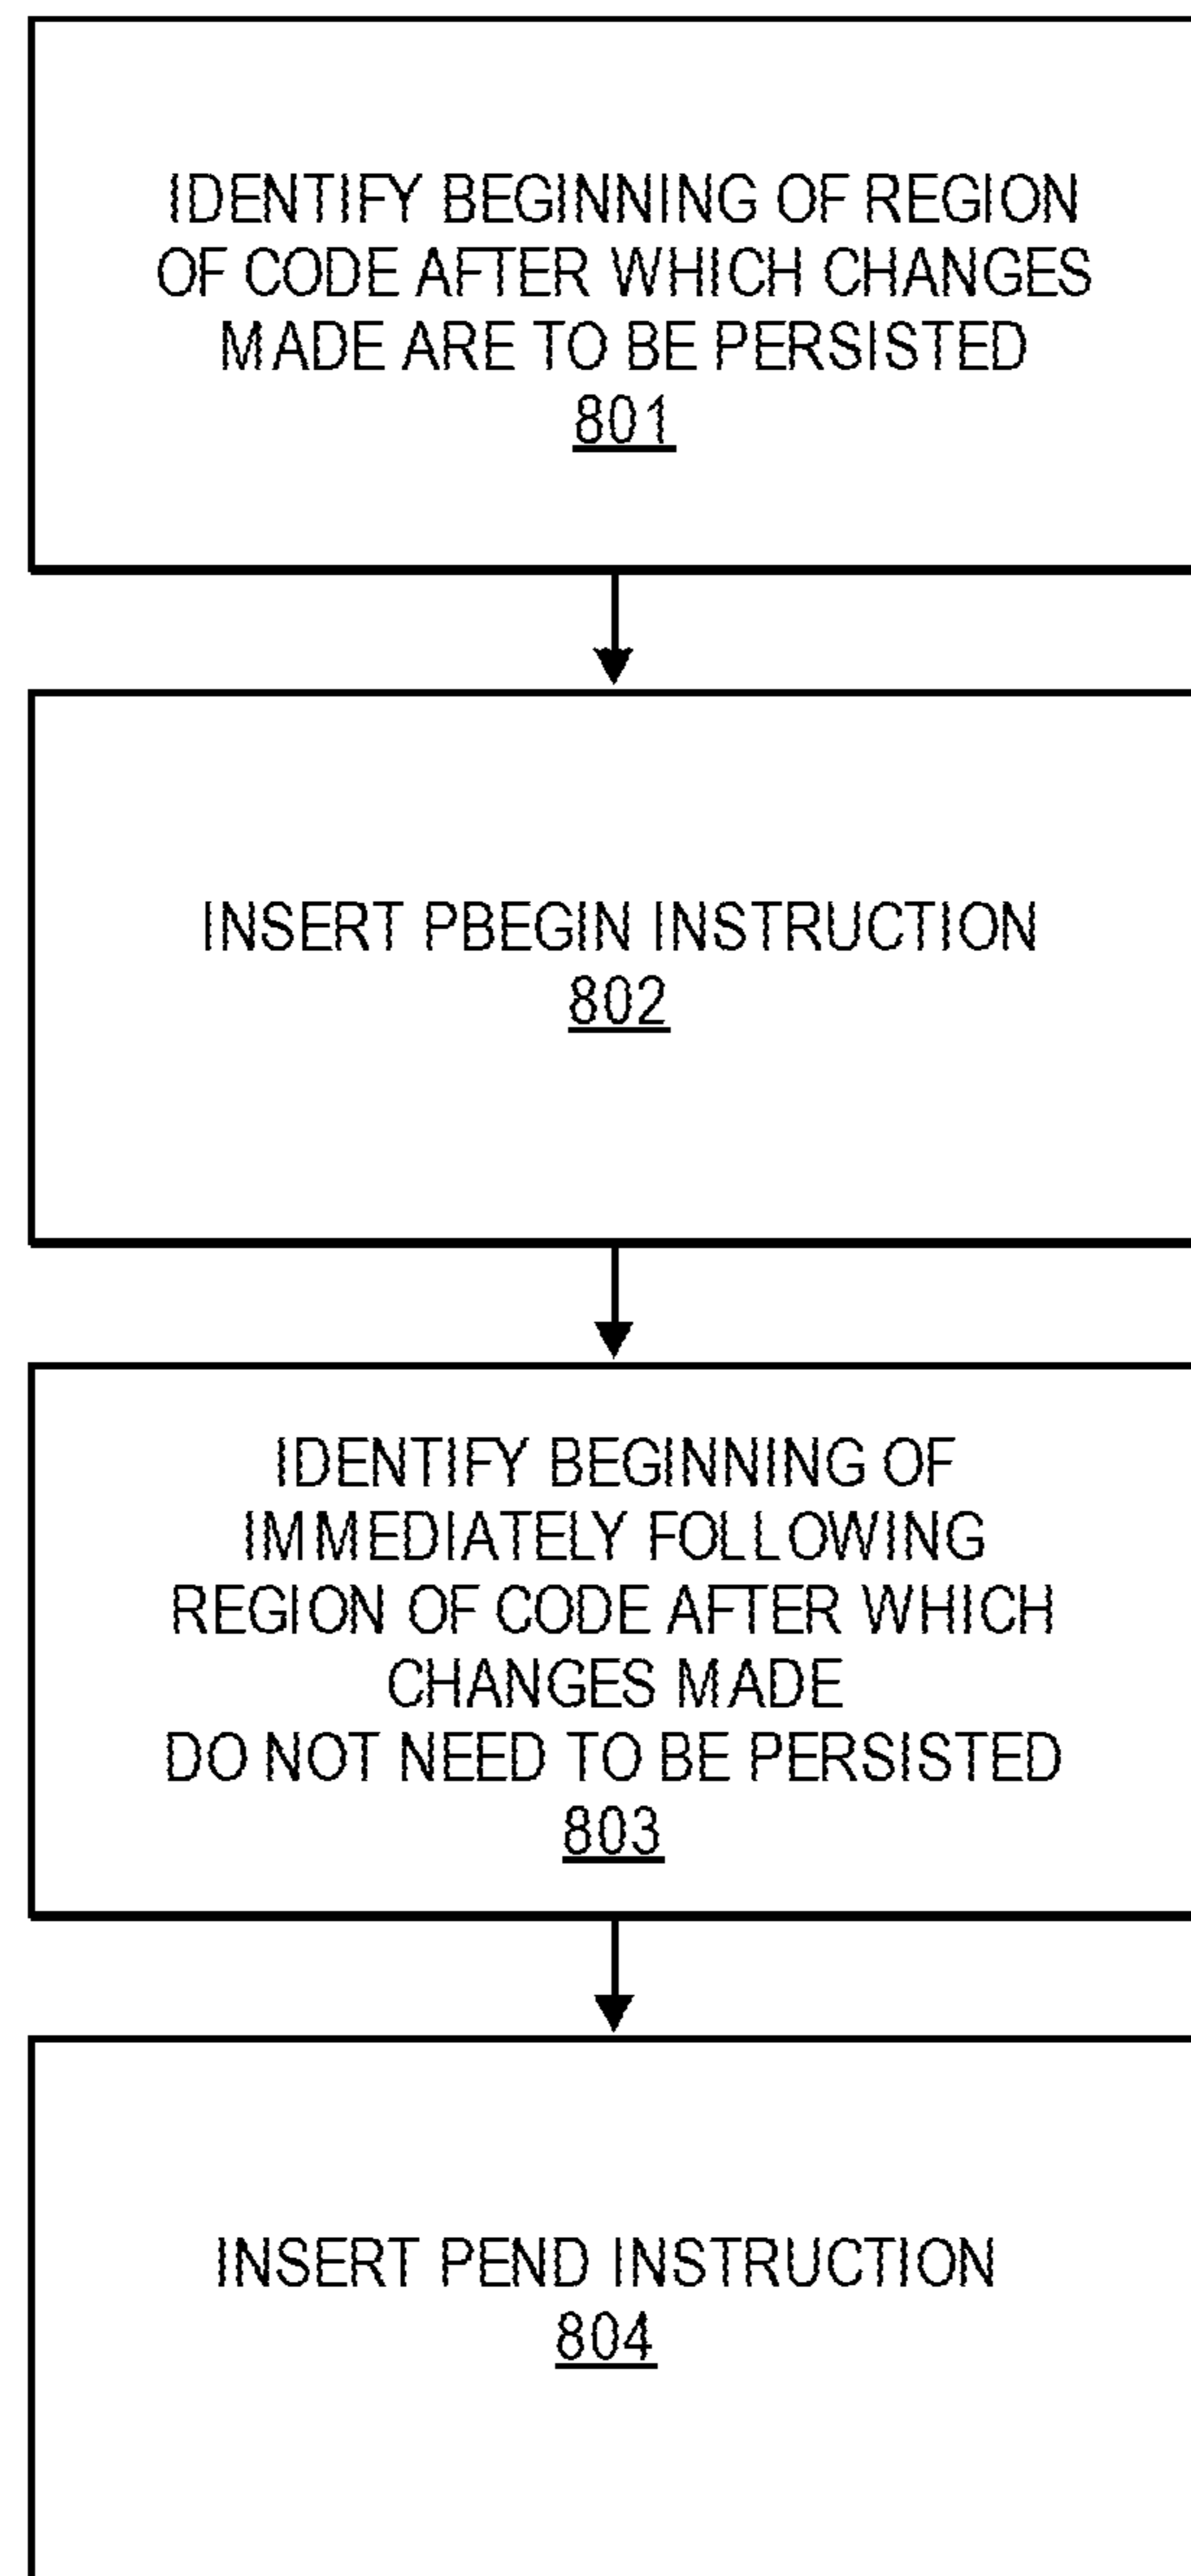 IDENTIFY BEGINNING OF REGION
OF CODE AFTER WHICH CHANGES
MADE ARE TO BE PERSISTED
801
INSERT PBEGIN INSTRUCTION
802
IDENTIFY BEGINNING OF
IMMEDIATELY FOLLOWING
REGION OF CODE AFTER WHICH
CHANGES MADE
DO NOT NEED TO BE PERSISTED
803
INSERT PEND INSTRUCTION
804